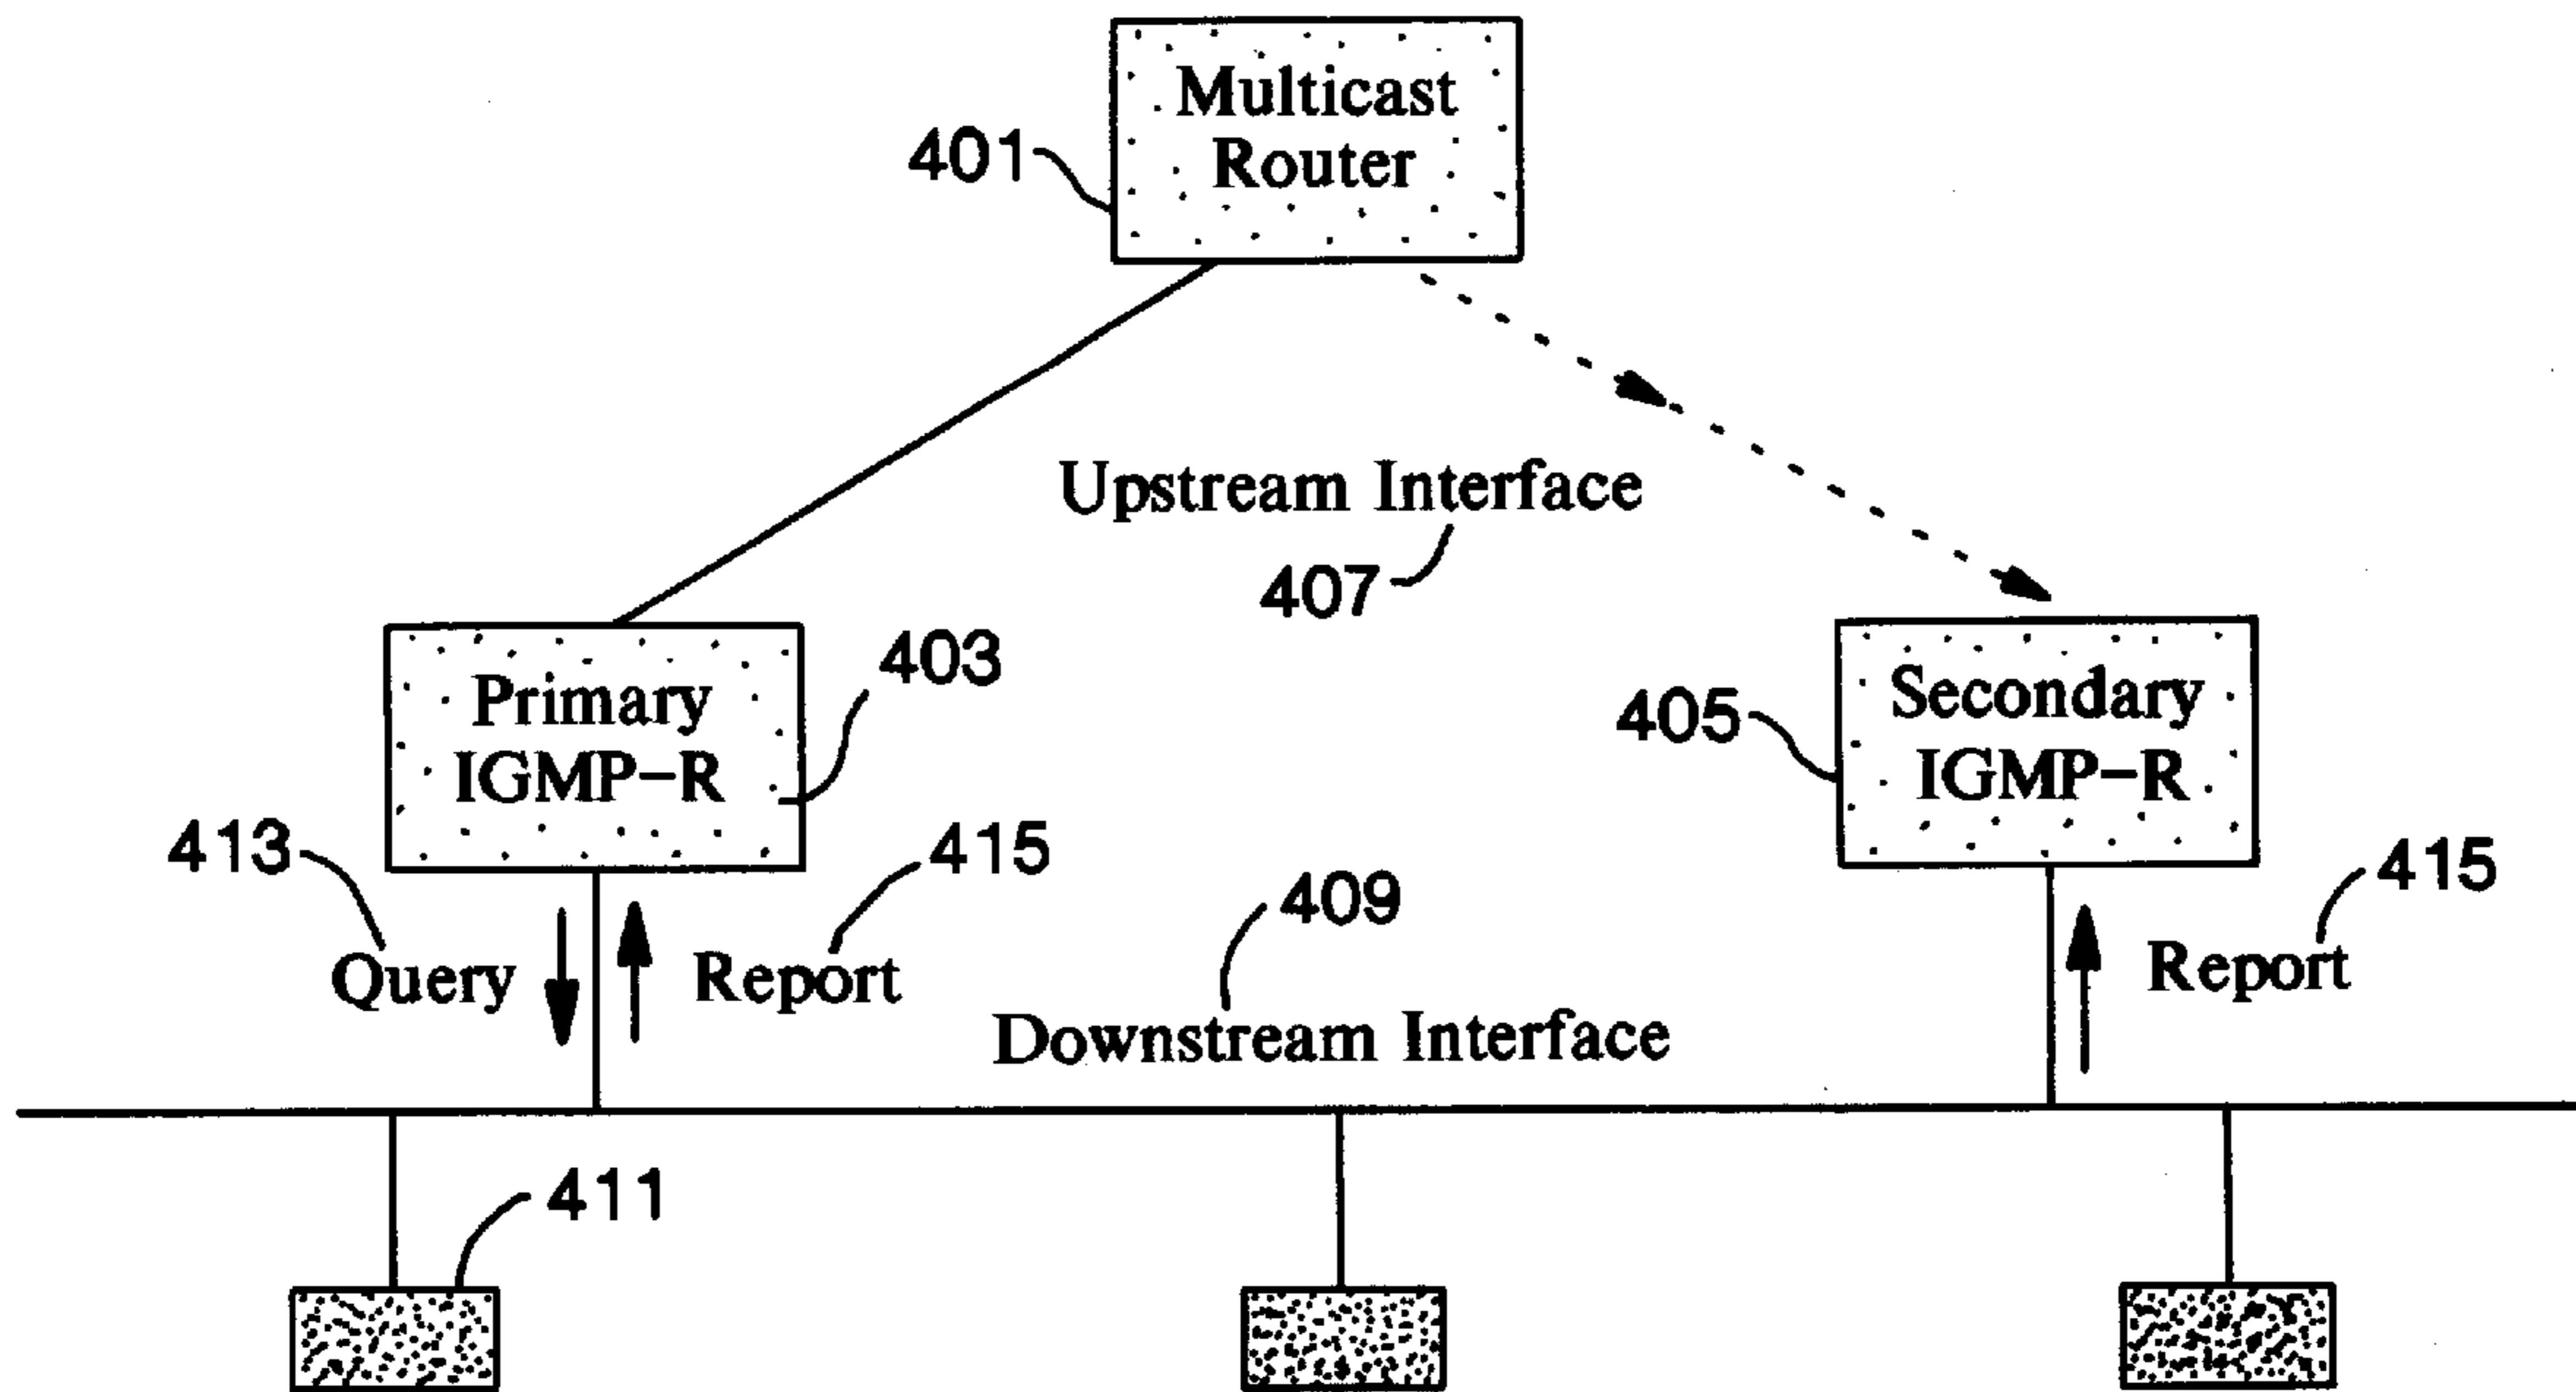 Multicast
Router
401
Upstream Interface
407
Primary
IGMP-R
403
405
Secondary
IGMP-R
413
415
409
415
Query
Report
Report
Downstream Interface
411